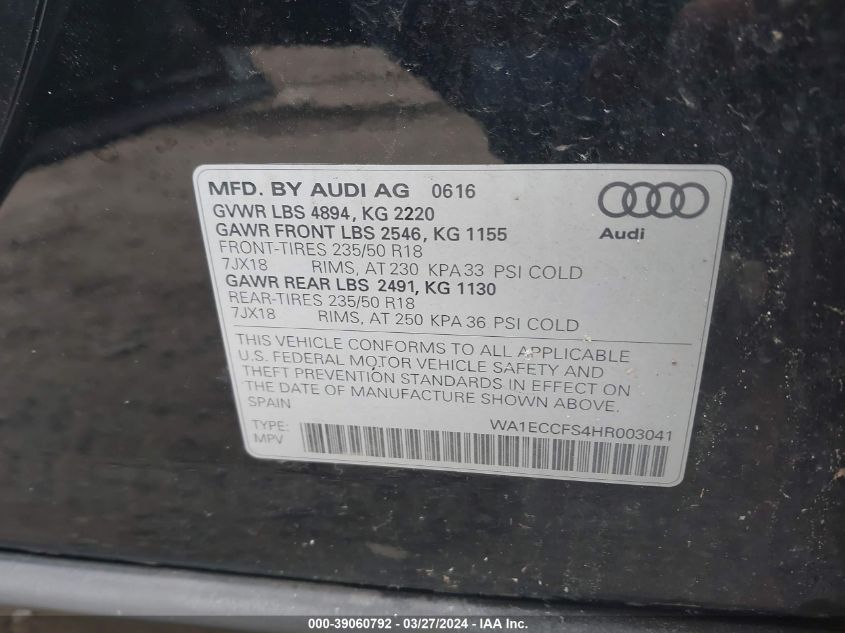 MFD. BY AUDI AG 0616
GVWR LBS 4894, KG 2220
GAWR FRONT LBS 2546, KG 1155
FRONT-TIRES 235/50 R18
7JX18 RIMS, AT 230 KPA 33 PSI COLD
GAWR REAR LBS 2491, KG 1130
REAR-TIRES 235/50 R18
7JX18 RIMS, AT 250 KPA 36 PSI COLD
Audi
THIS VEHICLE CONFORMS TO ALL APPLICABLE
U.S. FEDERAL MOTOR VEHICLE SAFETY AND
THEFT PREVENTION STANDARDS IN EFFECT ON
THE DATE OF MANUFACTURE SHOWN ABOVE.
SPAIN
WA1ECCFS4HR003041
TYPE:
MPV
000-39060792 - 03/27/2024 - IAAI Inc.